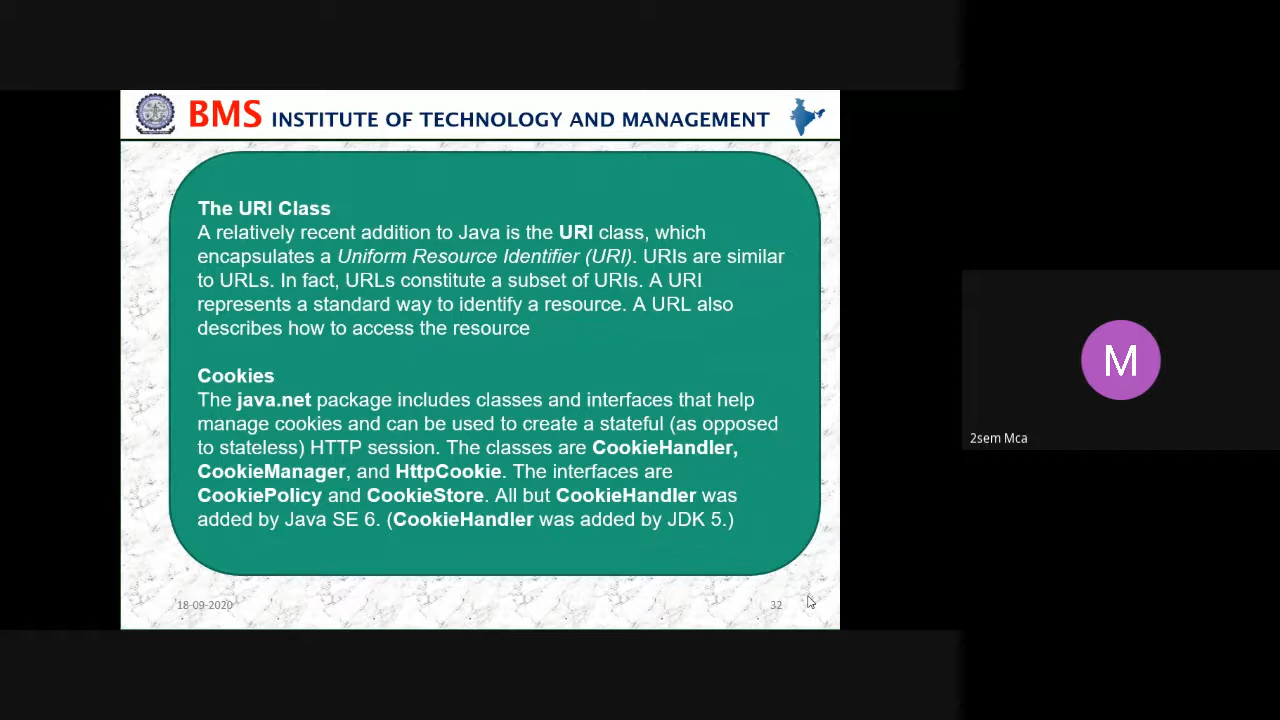 BMS INSTITUTE OF TECHNOLOGY AND MANAGEMENT
The URI Class
A relatively recent addition to Java is the URI class, which
encapsulates a Uniform Resource Identifier (URI). URIs are similar
to URLs. In fact, URLs constitute a subset of URIs. A URI
represents a standard way to identify a resource. A URL also
describes how to access the resource
Cookies
The java.net package includes classes and interfaces that help
manage cookies and can be used to create a stateful (as opposed
to stateless) HTTP session. The classes are CookieHandler,
CookieManager, and HttpCookie. The interfaces are
CookiePolicy and CookieStore. All but CookieHandler was
added by Java SE 6. (CookieHandler was added by JDK 5.)
18-09-2020
32
M
2sem Mca